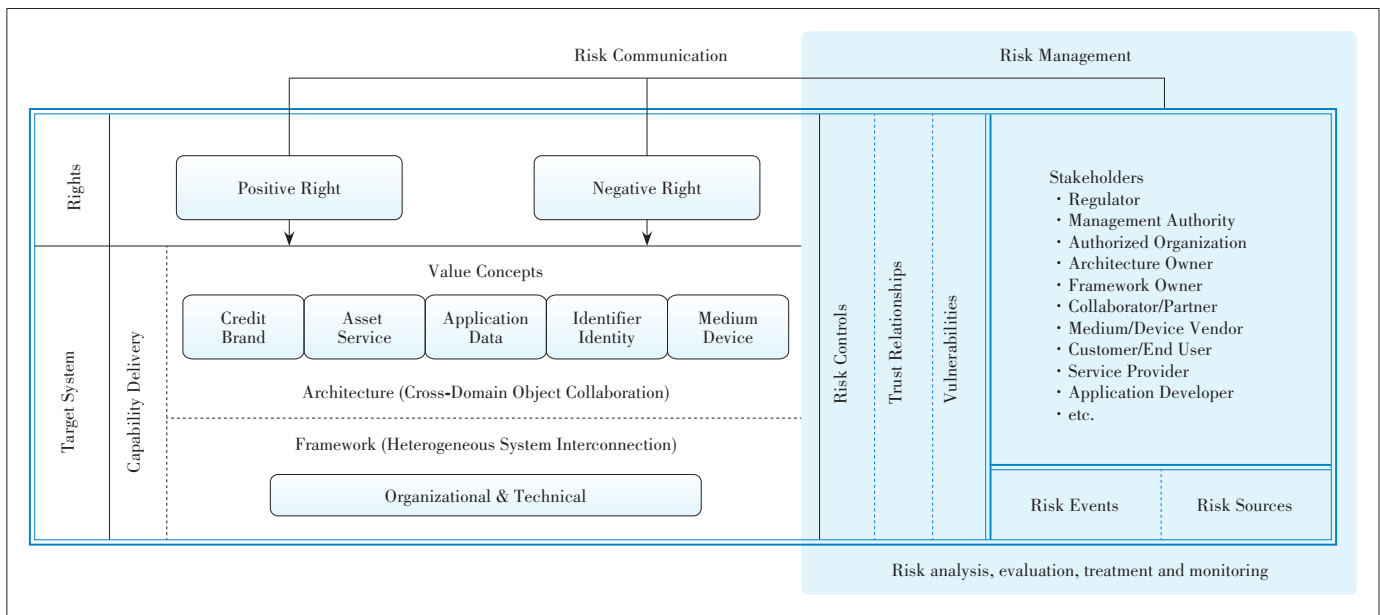 Risk Communication
Risk Management
Rights
Positive Right
Negative Right
Target System
Capability Delivery
Value Concepts
Credit
Brand
Asset
Service
Application
Data
Identifier
Identity
Medium
Device
Architecture (Cross-Domain Object Collaboration)
Framework (Heterogeneous System Interconnection)
Organizational & Technical
Risk Controls
Trust Relationships
Vulnerabilities
Stakeholders
· Regulator
· Management Authority
· Authorized Organization
· Architecture Owner
· Framework Owner
· Collaborator/Partner
· Medium/Device Vendor
· Customer/End User
· Service Provider
· Application Developer
· etc.
Risk Events
Risk Sources
Risk analysis, evaluation, treatment and monitoring